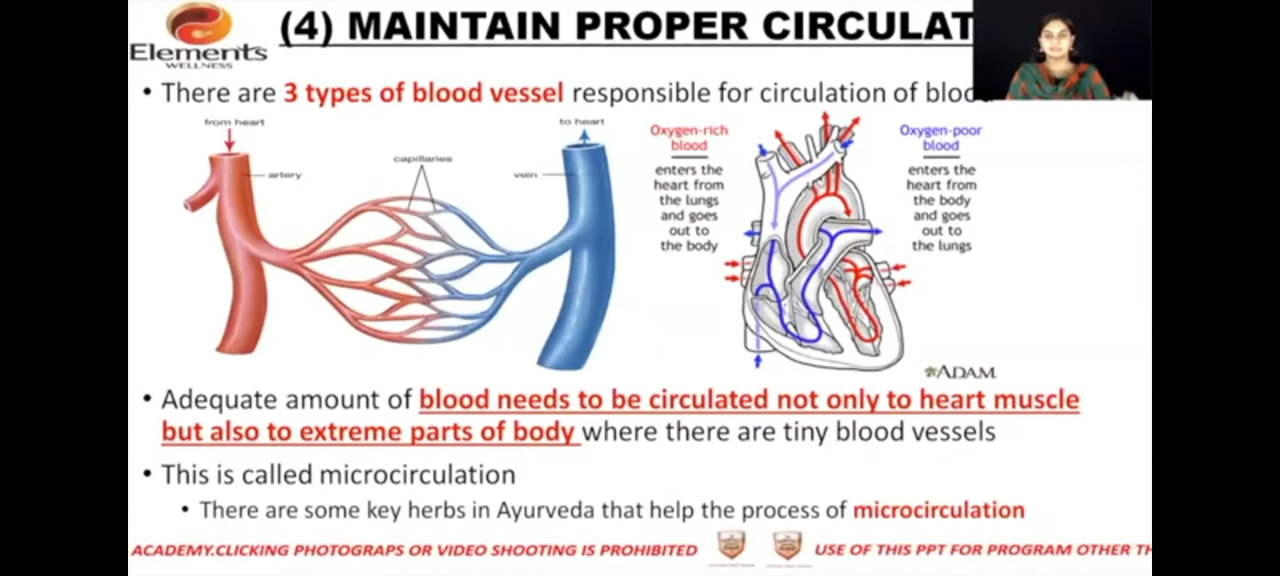 Elements
WELLNESS
(4) MAINTAIN PROPER CIRCULAT
• There are 3 types of blood vessel responsible for circulation of blood
from heart
to heart
capillaries
artery
vein
Oxygen-rich
blood
enters the
heart from
the lungs
and goes
out to
the body
Oxygen-poor
blood
enters the
heart from
the body
and goes
out to
the lungs
ADAM
• Adequate amount of blood needs to be circulated not only to heart muscle
but also to extreme parts of body where there are tiny blood vessels
• This is called microcirculation
• There are some key herbs in Ayurveda that help the process of microcirculation
ACADEMY.CLICKING PHOTOGRAPS OR VIDEO SHOOTING IS PROHIBITED
USE OF THIS PPT FOR PROGRAM OTHER TH